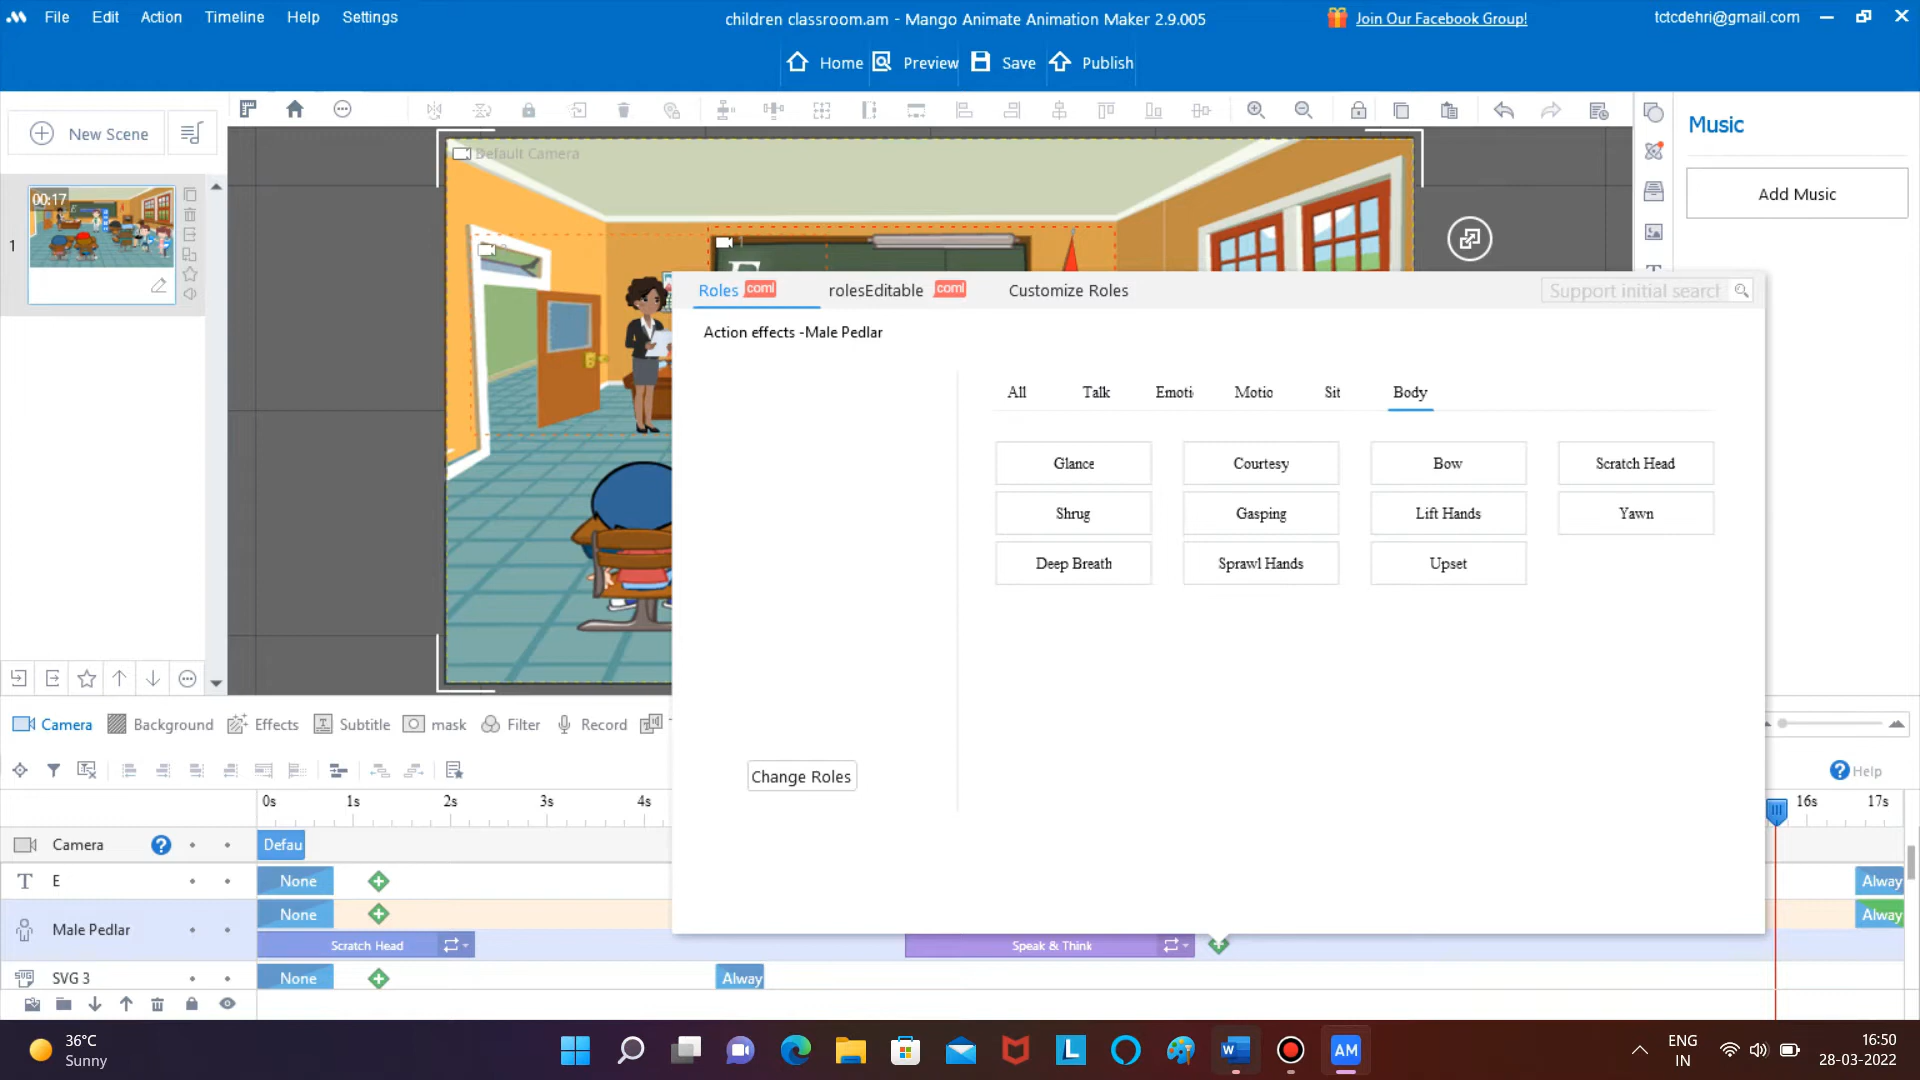 File Edit Action Timeline Help Settings
children classroom.am - Mango Animate Animation Maker 2.9.005
Join Our Facebook Group!
tctcdehri@gmail.com
Home Preview Save Publish
New Scene
Default Camera
Music
Add Music
00:17
1
E
Roles com! rolesEditable com! Customize Roles
Support initial search
Action effects -Male Pedlar
All Talk Emoti Motio Sit Body
Glance Courtesy Bow Scratch Head
Shrug Gasping Lift Hands Yawn
Deep Breath Sprawl Hands Upset
Change Roles
Camera Background Effects Subtitle mask Filter Record
Help
0s 1s 2s 3s 4s 16s 17s
Camera Defau
E None Alway
Male Pedlar None Alway
Scratch Head Speak & Think
SVG 3 None Alway
36°C
Sunny
AM
ENG
IN
16:50
28-03-2022